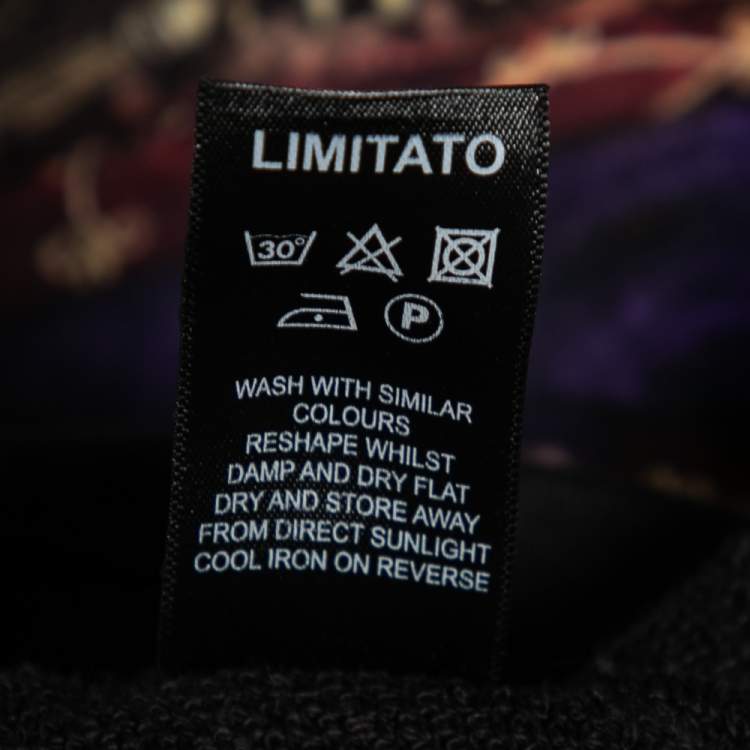 LIMITATO
30°
P
WASH WITH SIMILAR
COLOURS
RESHAPE WHILST
DAMP AND DRY FLAT
DRY AND STORE AWAY
FROM DIRECT SUNLIGHT
COOL IRON ON REVERSE